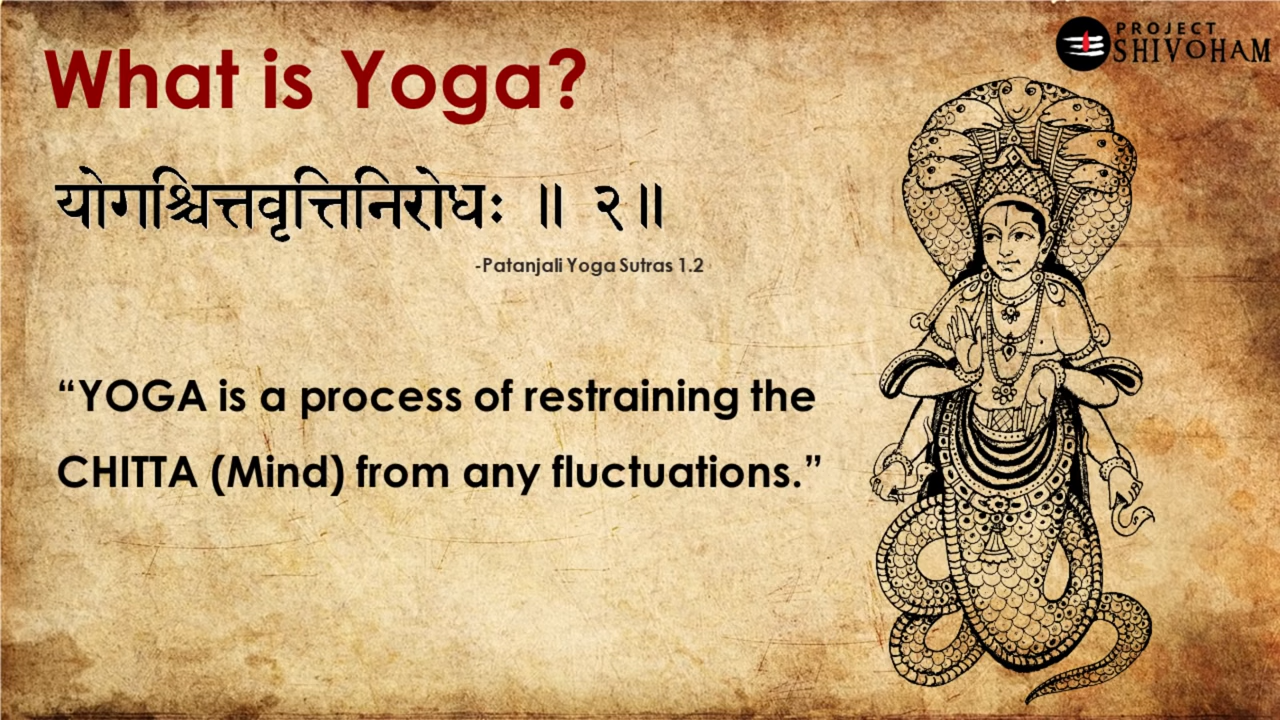 PROJECT
SHIVOHAM
What is Yoga?
योगश्चित्तवृत्तिनिरोधः ॥ २॥
-Patanjali Yoga Sutras 1.2
“YOGA is a process of restraining the
CHITTA (Mind) from any fluctuations.”